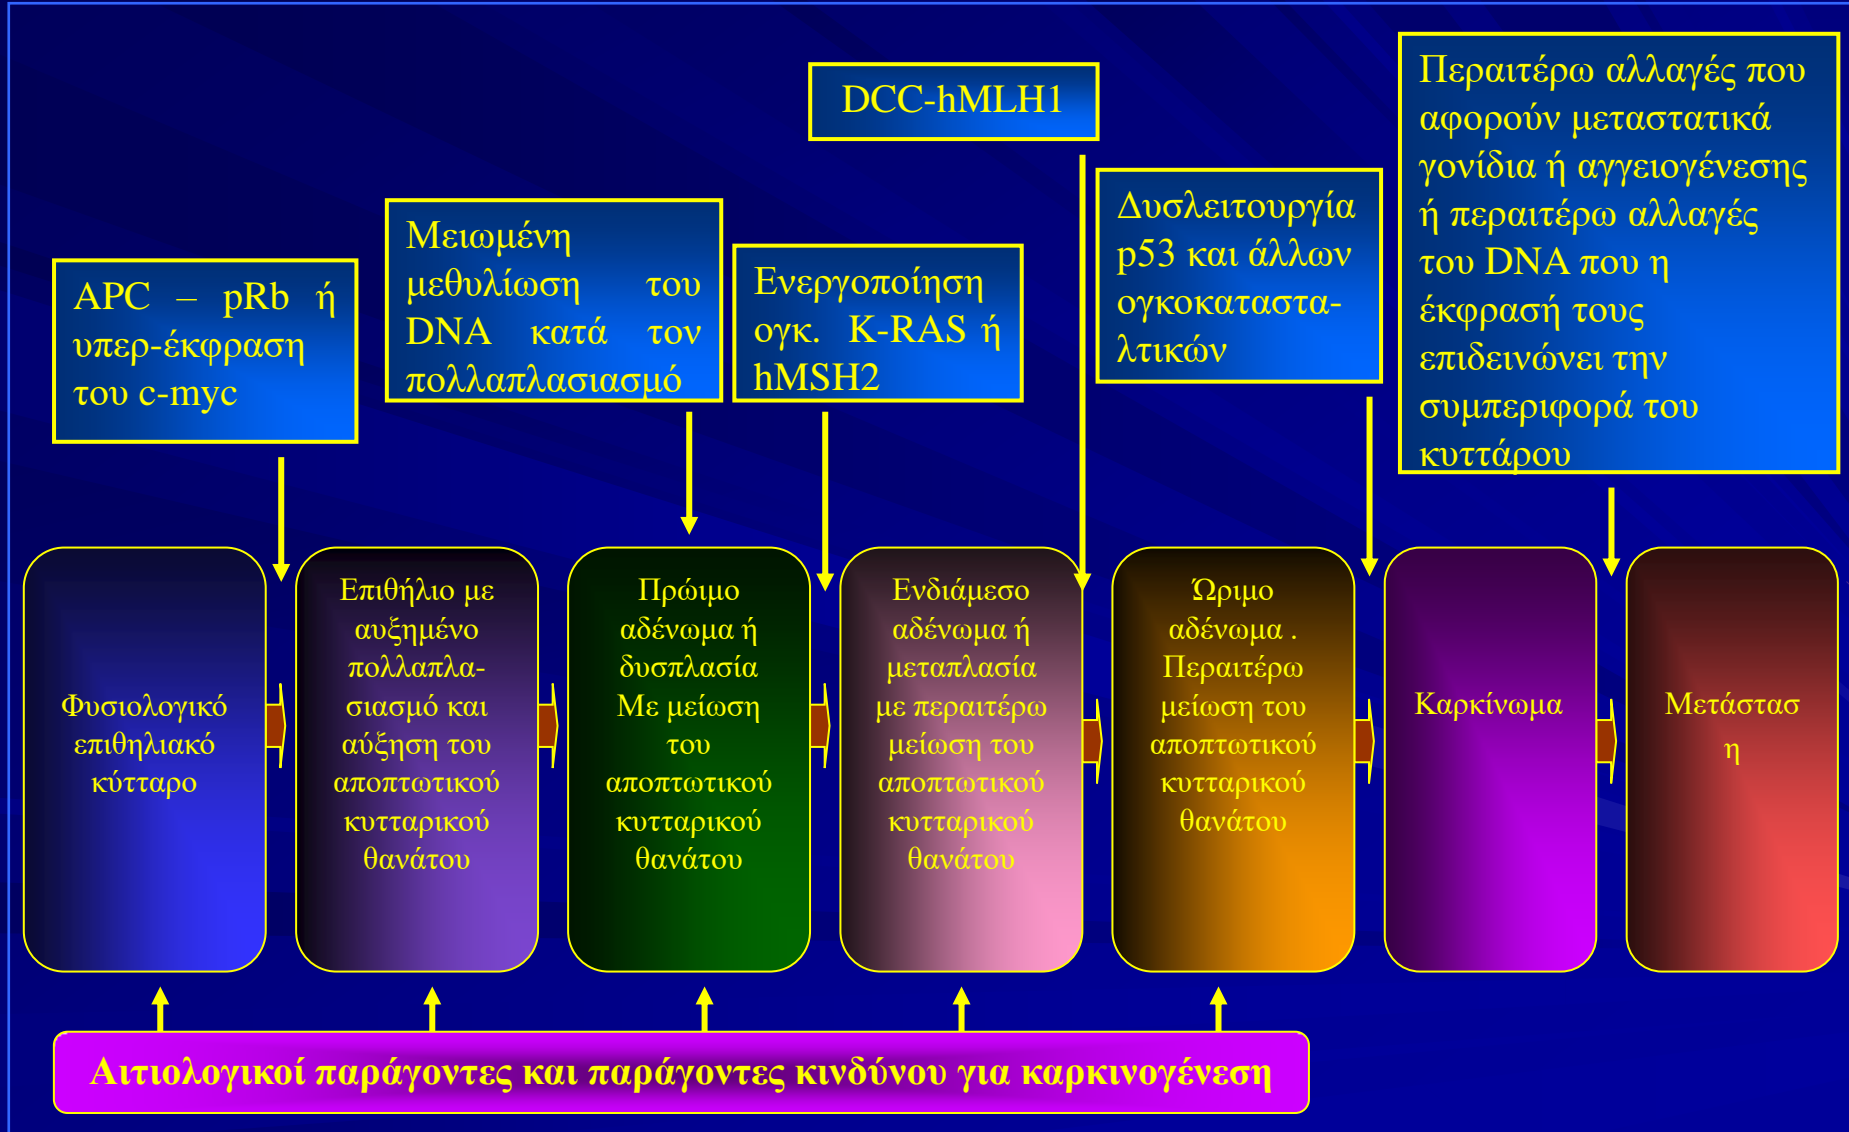 DCC-hMLH1
Περαιτέρω αλλαγές που
αφορούν μεταστατικά
γονίδια ή αγγειογένεσης
ή περαιτέρω αλλαγές
του DNA που η
έκφρασή τους
επιδεινώνει την
συμπεριφορά του
κυττάρου
Δυσλειτουργία
p53 και άλλων
ογκοκαταστα-
λτικών
Μειωμένη
μεθυλίωση του
DNA κατά τον
πολλαπλασιασμό
Ενεργοποίηση
ογκ. K-RAS ή
hMSH2
APC – pRb ή
υπερ-έκφραση
του c-myc
Φυσιολογικό
επιθηλιακό
κύτταρο
Επιθήλιο με
αυξημένο
πολλαπλα-
σιασμό και
αύξηση του
αποπτωτικού
κυτταρικού
θανάτου
Πρώιμο
αδένωμα ή
δυσπλασία
Με μείωση
του
αποπτωτικού
κυτταρικού
θανάτου
Ενδιάμεσο
αδένωμα ή
μεταπλασία
με περαιτέρω
μείωση του
αποπτωτικού
κυτταρικού
θανάτου
Ώριμο
αδένωμα .
Περαιτέρω
μείωση του
αποπτωτικού
κυτταρικού
θανάτου
Καρκίνωμα
Μετάστασ
η
Αιτιολογικοί παράγοντες και παράγοντες κινδύνου για καρκινογένεση